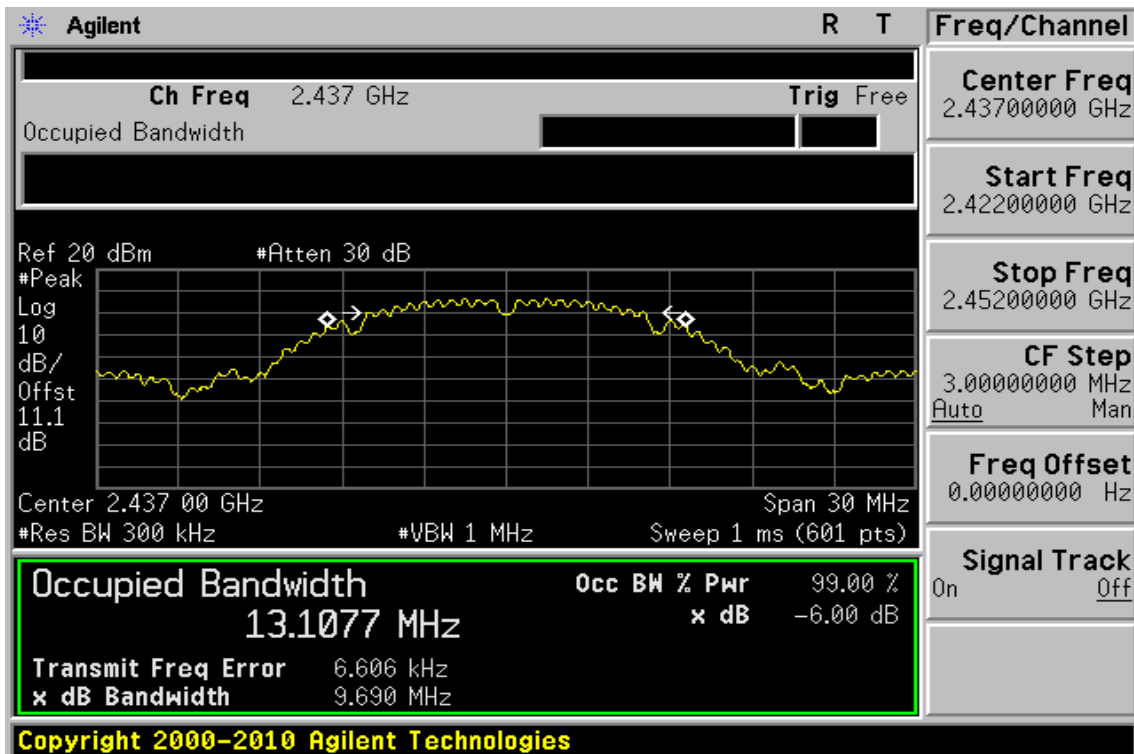 Agilent R T
Freq/Channel
Ch Freq 2.437 GHz Trig Free
Occupied Bandwidth
Center Freq
2.43700000 GHz
Start Freq
2.42200000 GHz
Stop Freq
2.45200000 GHz
CF Step
3.00000000 MHz
Auto Man
Freq Offset
0.00000000 Hz
Signal Track
On Off
Ref 20 dBm #Atten 30 dB
#Peak
Log
10
dB/
Offst
11.1
dB
Center 2.437 00 GHz Span 30 MHz
#Res BW 300 kHz #VBW 1 MHz Sweep 1 ms (601 pts)
Occupied Bandwidth
13.1077 MHz
Occ BW % Pwr 99.00 %
x dB -6.00 dB
Transmit Freq Error 6.606 kHz
x dB Bandwidth 9.690 MHz
Copyright 2000-2010 Agilent Technologies